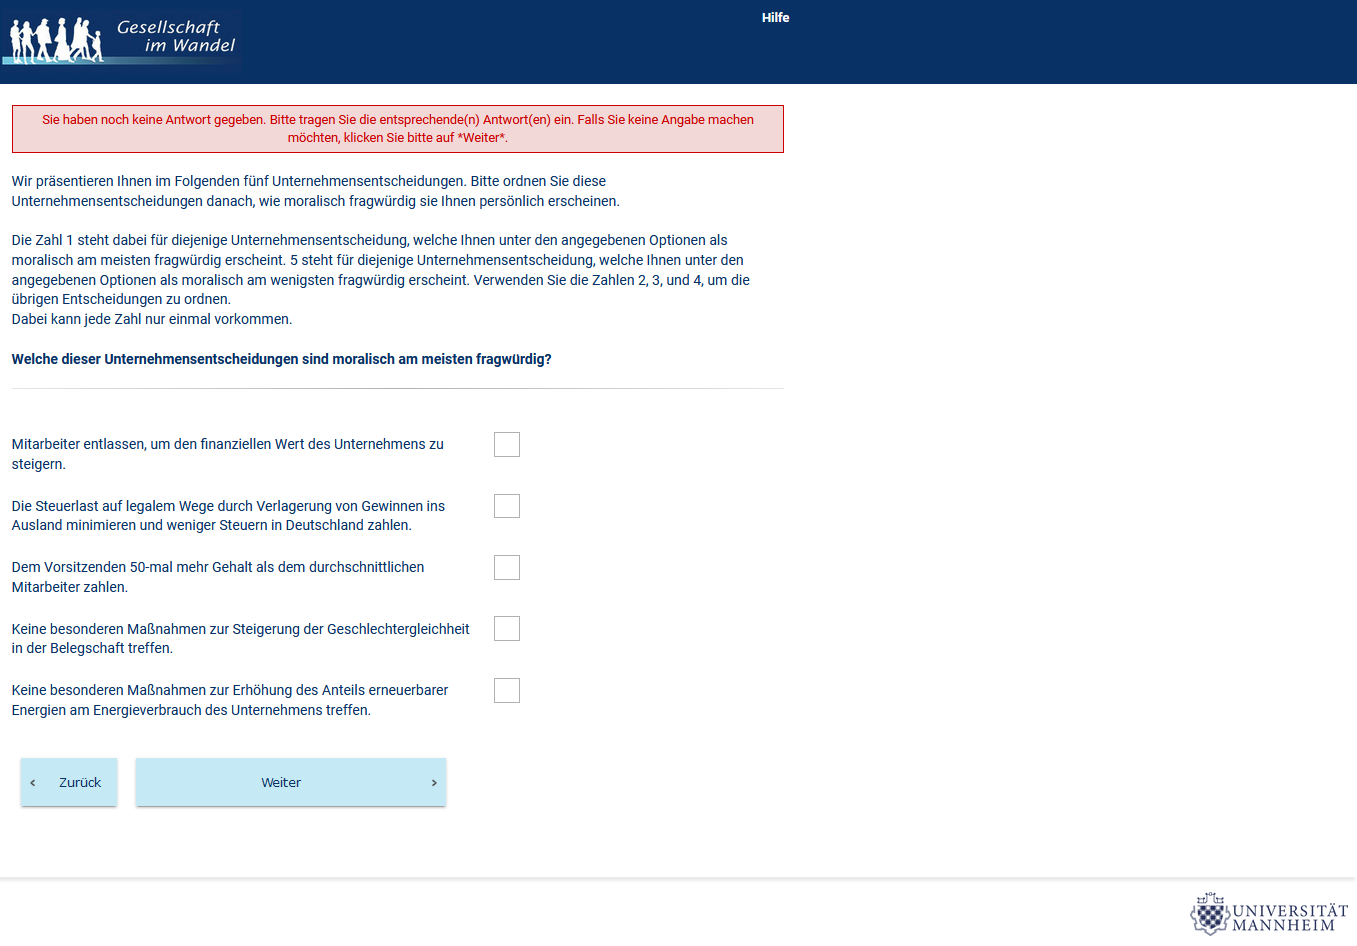 Gesellschaft
im Wandel
Hilfe
Sie haben noch keine Antwort gegeben. Bitte tragen Sie die entsprechende(n) Antwort(en) ein. Falls Sie keine Angabe machen
möchten, klicken Sie bitte auf *Weiter*.
Wir präsentieren Ihnen im Folgenden fünf Unternehmensentscheidungen. Bitte ordnen Sie diese
Unternehmensentscheidungen danach, wie moralisch fragwürdig sie Ihnen persönlich erscheinen.
Die Zahl 1 steht dabei für diejenige Unternehmensentscheidung, welche Ihnen unter den angegebenen Optionen als
moralisch am meisten fragwürdig erscheint. 5 steht für diejenige Unternehmensentscheidung, welche Ihnen unter den
angegebenen Optionen als moralisch am wenigsten fragwürdig erscheint. Verwenden Sie die Zahlen 2, 3, und 4, um die
übrigen Entscheidungen zu ordnen.
Dabei kann jede Zahl nur einmal vorkommen.
Welche dieser Unternehmensentscheidungen sind moralisch am meisten fragwürdig?
Mitarbeiter entlassen, um den finanziellen Wert des Unternehmens zu
steigern.
Die Steuerlast auf legalem Wege durch Verlagerung von Gewinnen ins
Ausland minimieren und weniger Steuern in Deutschland zahlen.
Dem Vorsitzenden 50-mal mehr Gehalt als dem durchschnittlichen
Mitarbeiter zahlen.
Keine besonderen Maßnahmen zur Steigerung der Geschlechtergleichheit
in der Belegschaft treffen.
Keine besonderen Maßnahmen zur Erhöhung des Anteils erneuerbarer
Energien am Energieverbrauch des Unternehmens treffen.
‹ Zurück
Weiter ›
UNIVERSITÄT
MANNHEIM